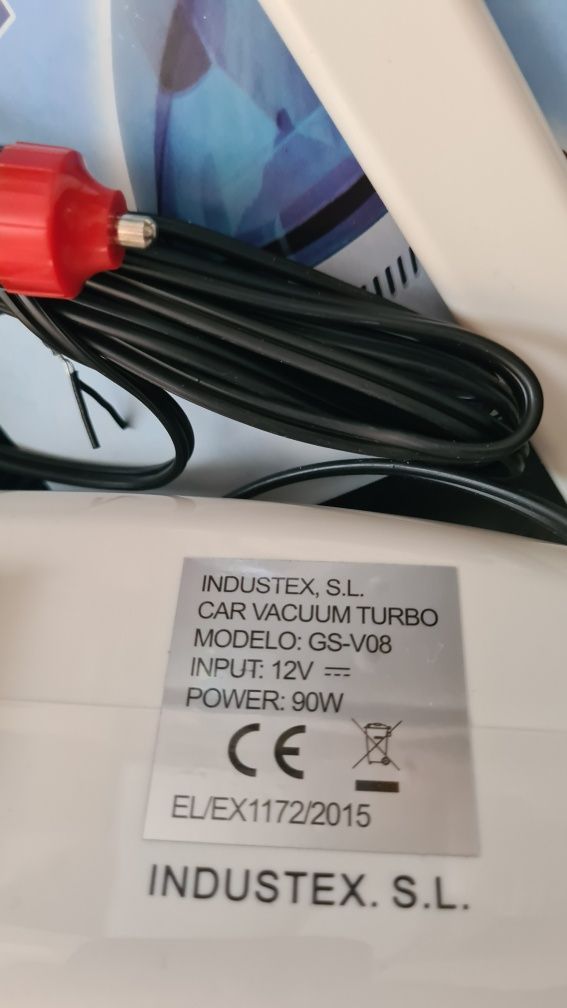 INDUSTEX, S.L.
CAR VACUUM TURBO
MODELO: GS-V08
INPUT: 12V
POWER: 90W
CE
EL/EX1172/2015
INDUSTEX. S.L.